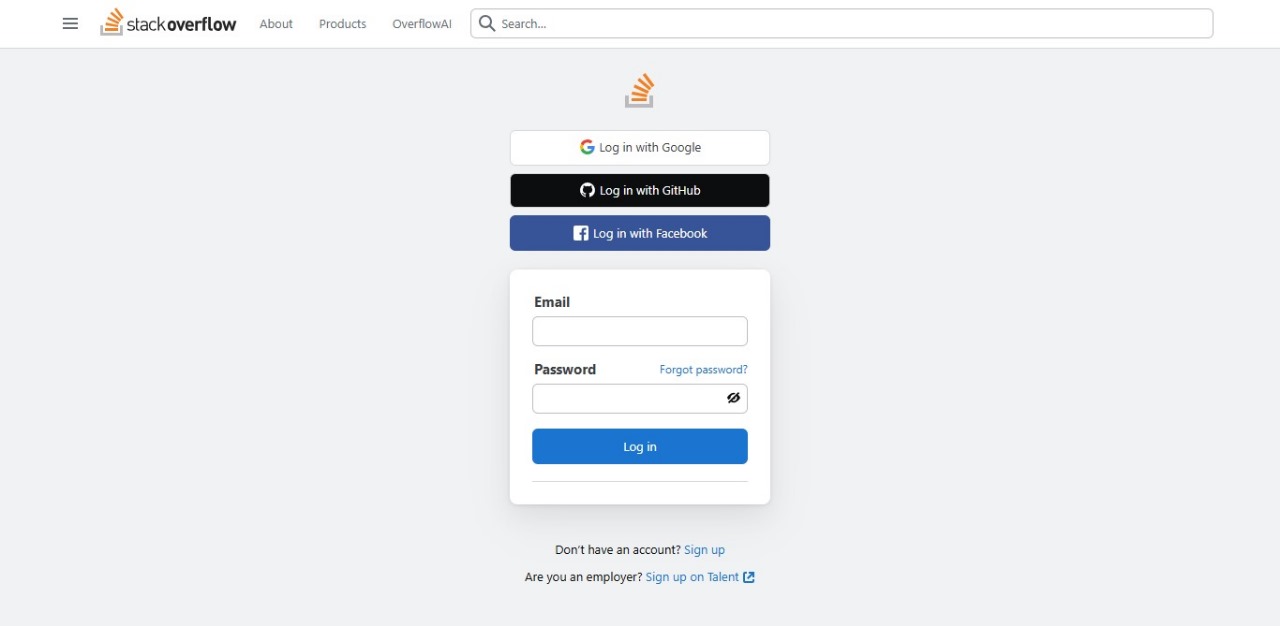 stackoverflow About Products OverflowAI Search...
Log in with Google
Log in with GitHub
Log in with Facebook
Email
Password Forgot password?
Log in
Don't have an account? Sign up
Are you an employer? Sign up on Talent